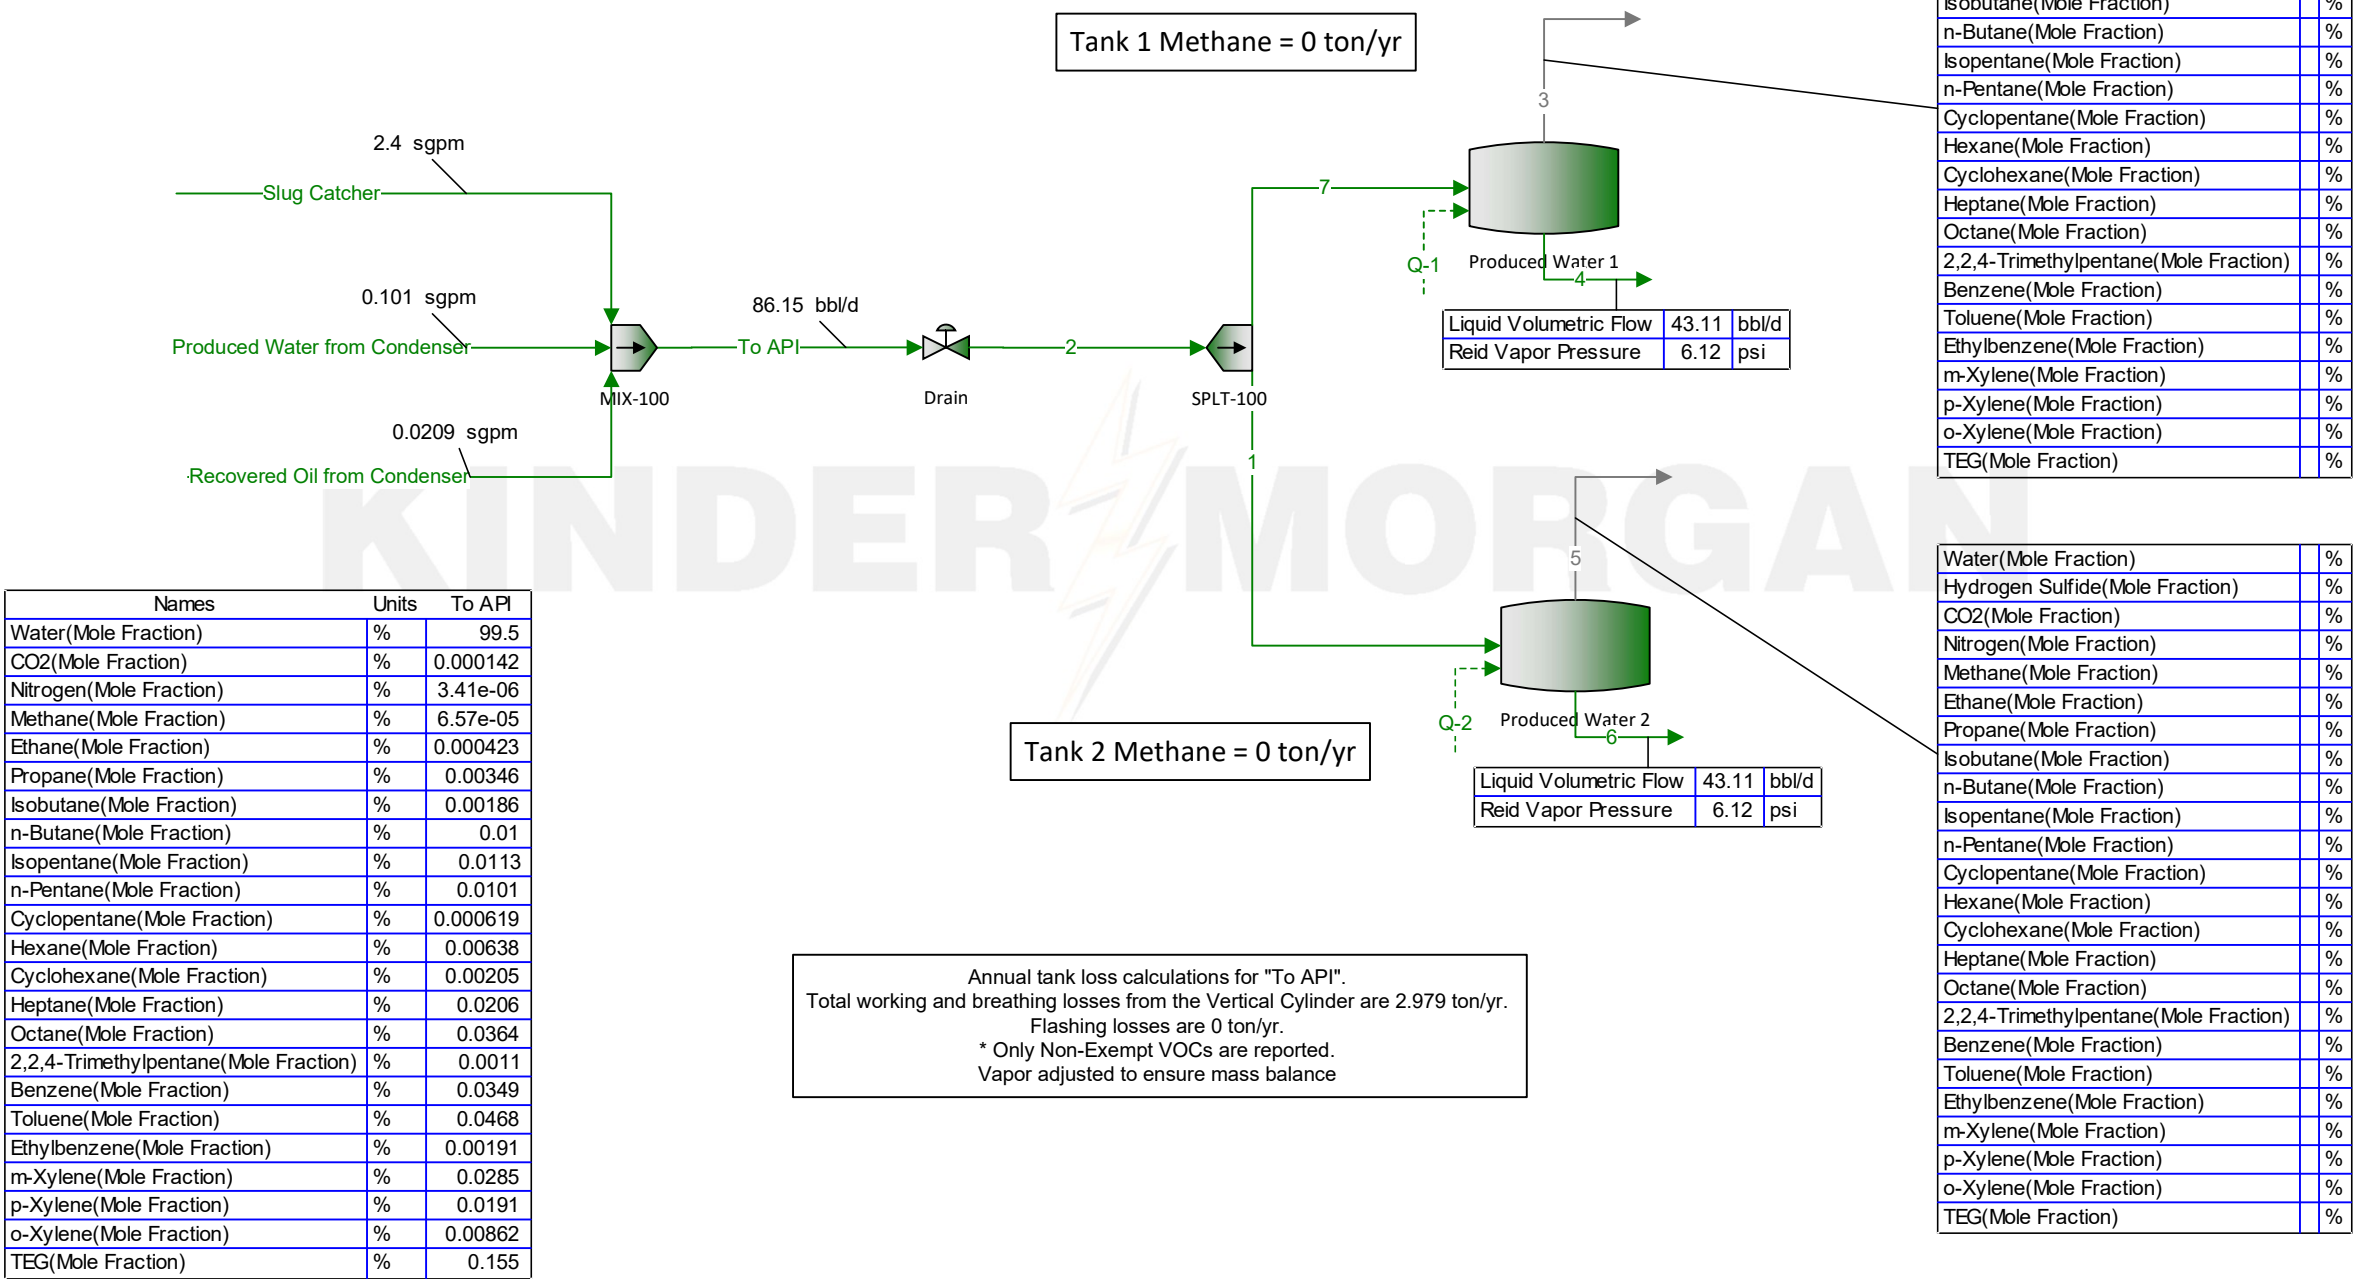 Tank 1 Methane = 0 ton/yr
2.4 sgpm
Slug Catcher
0.101 sgpm
Produced Water from Condenser
0.0209 sgpm
Recovered Oil from Condenser
MIX-100
86.15 bbl/d
To API
Drain
2
SPLT-100
7
1
3
Q-1
Produced Water 1
4
Liquid Volumetric Flow 43.11 bbl/d
Reid Vapor Pressure 6.12 psi
5
Q-2
Produced Water 2
6
Liquid Volumetric Flow 43.11 bbl/d
Reid Vapor Pressure 6.12 psi
Tank 2 Methane = 0 ton/yr
KINDER MORGAN
Isobutane(Mole Fraction) %
n-Butane(Mole Fraction) %
Isopentane(Mole Fraction) %
n-Pentane(Mole Fraction) %
Cyclopentane(Mole Fraction) %
Hexane(Mole Fraction) %
Cyclohexane(Mole Fraction) %
Heptane(Mole Fraction) %
Octane(Mole Fraction) %
2,2,4-Trimethylpentane(Mole Fraction) %
Benzene(Mole Fraction) %
Toluene(Mole Fraction) %
Ethylbenzene(Mole Fraction) %
m-Xylene(Mole Fraction) %
p-Xylene(Mole Fraction) %
o-Xylene(Mole Fraction) %
TEG(Mole Fraction) %
Names Units To API
Water(Mole Fraction) % 99.5
CO2(Mole Fraction) % 0.000142
Nitrogen(Mole Fraction) % 3.41e-06
Methane(Mole Fraction) % 6.57e-05
Ethane(Mole Fraction) % 0.000423
Propane(Mole Fraction) % 0.00346
Isobutane(Mole Fraction) % 0.00186
n-Butane(Mole Fraction) % 0.01
Isopentane(Mole Fraction) % 0.0113
n-Pentane(Mole Fraction) % 0.0101
Cyclopentane(Mole Fraction) % 0.000619
Hexane(Mole Fraction) % 0.00638
Cyclohexane(Mole Fraction) % 0.00205
Heptane(Mole Fraction) % 0.0206
Octane(Mole Fraction) % 0.0364
2,2,4-Trimethylpentane(Mole Fraction) % 0.0011
Benzene(Mole Fraction) % 0.0349
Toluene(Mole Fraction) % 0.0468
Ethylbenzene(Mole Fraction) % 0.00191
m-Xylene(Mole Fraction) % 0.0285
p-Xylene(Mole Fraction) % 0.0191
o-Xylene(Mole Fraction) % 0.00862
TEG(Mole Fraction) % 0.155
Annual tank loss calculations for "To API".
Total working and breathing losses from the Vertical Cylinder are 2.979 ton/yr.
Flashing losses are 0 ton/yr.
* Only Non-Exempt VOCs are reported.
Vapor adjusted to ensure mass balance
Water(Mole Fraction) %
Hydrogen Sulfide(Mole Fraction) %
CO2(Mole Fraction) %
Nitrogen(Mole Fraction) %
Methane(Mole Fraction) %
Ethane(Mole Fraction) %
Propane(Mole Fraction) %
Isobutane(Mole Fraction) %
n-Butane(Mole Fraction) %
Isopentane(Mole Fraction) %
n-Pentane(Mole Fraction) %
Cyclopentane(Mole Fraction) %
Hexane(Mole Fraction) %
Cyclohexane(Mole Fraction) %
Heptane(Mole Fraction) %
Octane(Mole Fraction) %
2,2,4-Trimethylpentane(Mole Fraction) %
Benzene(Mole Fraction) %
Toluene(Mole Fraction) %
Ethylbenzene(Mole Fraction) %
m-Xylene(Mole Fraction) %
p-Xylene(Mole Fraction) %
o-Xylene(Mole Fraction) %
TEG(Mole Fraction) %